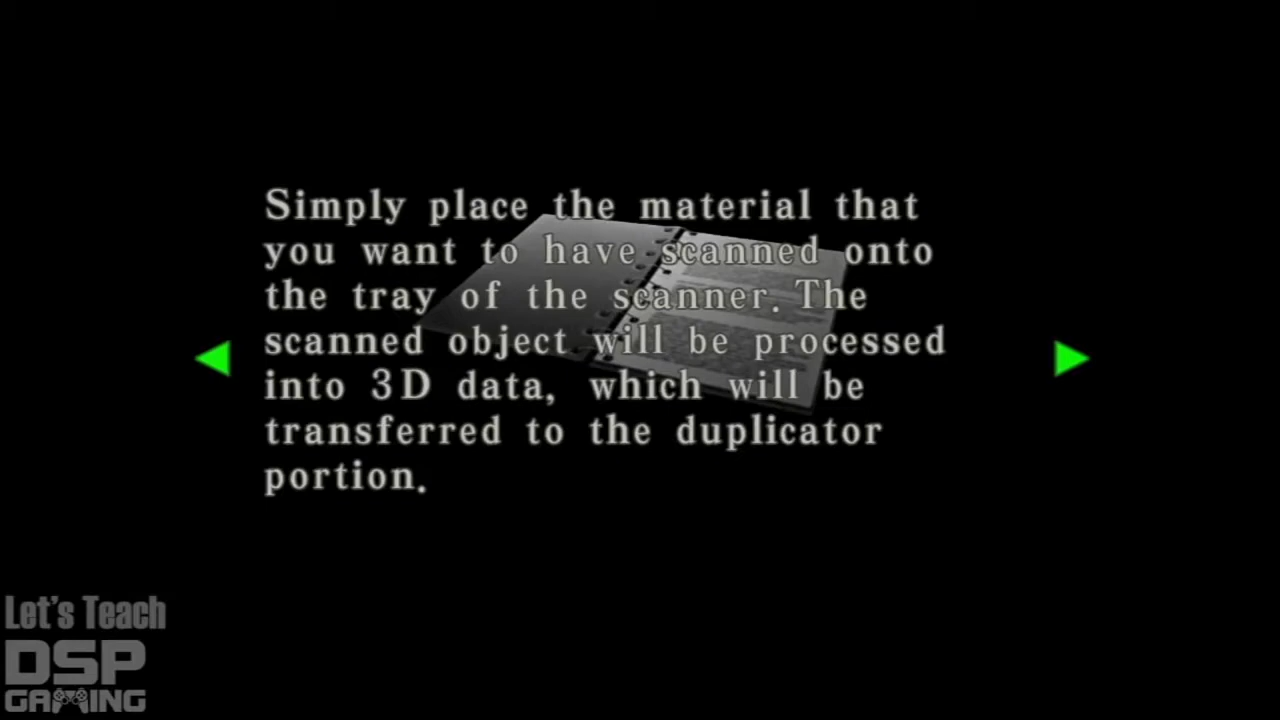 Simply place the material that
you want to have scanned onto
the tray of the scanner. The
scanned object will be processed
into 3D data, which will be
transferred to the duplicator
portion.
Let's Teach
DSP
GAMING